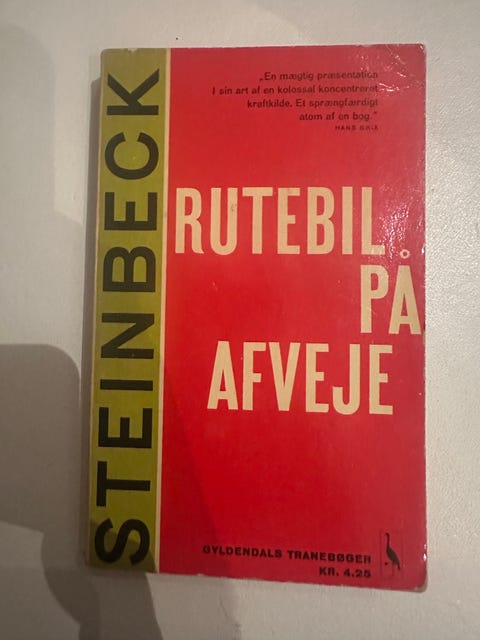 STEINBECK
„En mægtig præsentation
I sin art af en kolossal koncentreret
kraftkilde. Et sprængfærdigt
atom af en bog."
HANS
RUTEBIL
PÅ
AFVEJE
GYLDENDALS TRANEBØGER
KR. 4.25